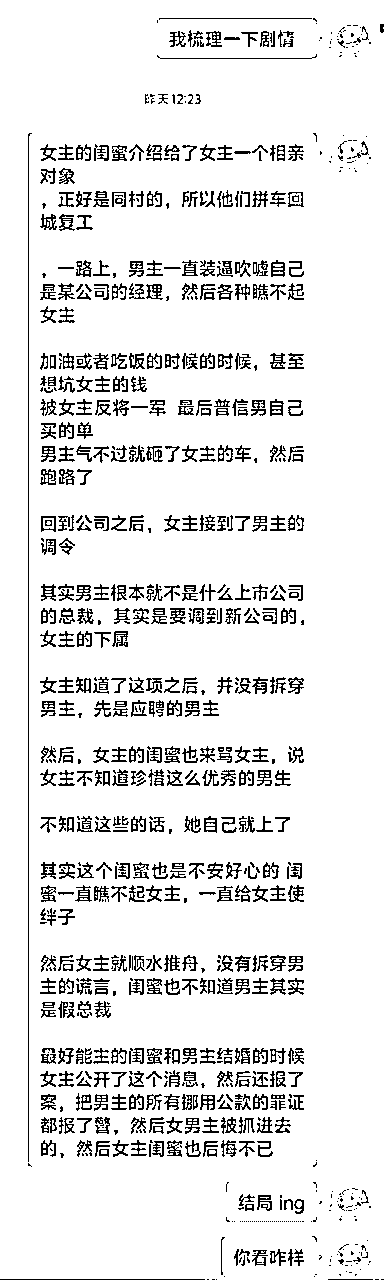 我梳理一下剧情
昨天12:23
女主的闺蜜介绍给了女主一个相亲
对象
，正好是同村的，所以他们拼车回
城复工
，一路上，男主一直装逼吹嘘自己
是某公司的经理，然后各种瞧不起
女主
加油或者吃饭的时候的时候，甚至
想坑女主的钱
被女主反将一军 最后普信男自己
买的单
男主气不过就砸了女主的车，然后
跑路了
回到公司之后，女主接到了男主的
调令
其实男主根本就不是什么上市公司
的总裁，其实是要调到新公司的，
女主的下属
女主知道了这项之后，并没有拆穿
男主，先是应聘的男主
然后，女主的闺蜜也来骂女主，说
女主不知道珍惜这么优秀的男生
不知道这些的话，她自己就上了
其实这个闺蜜也是不安好心的 闺
蜜一直瞧不起女主，一直给女主使
绊子
然后女主就顺水推舟，没有拆穿男
主的谎言，闺蜜也不知道男主其实
是假总裁
最好能主的闺蜜和男主结婚的时候
女主公开了这个消息，然后还报了
案，把男主的所有挪用公款的罪证
都报了警，然后女男主被抓进去
的，然后女主闺蜜也后悔不已
结局 ing
你看咋样